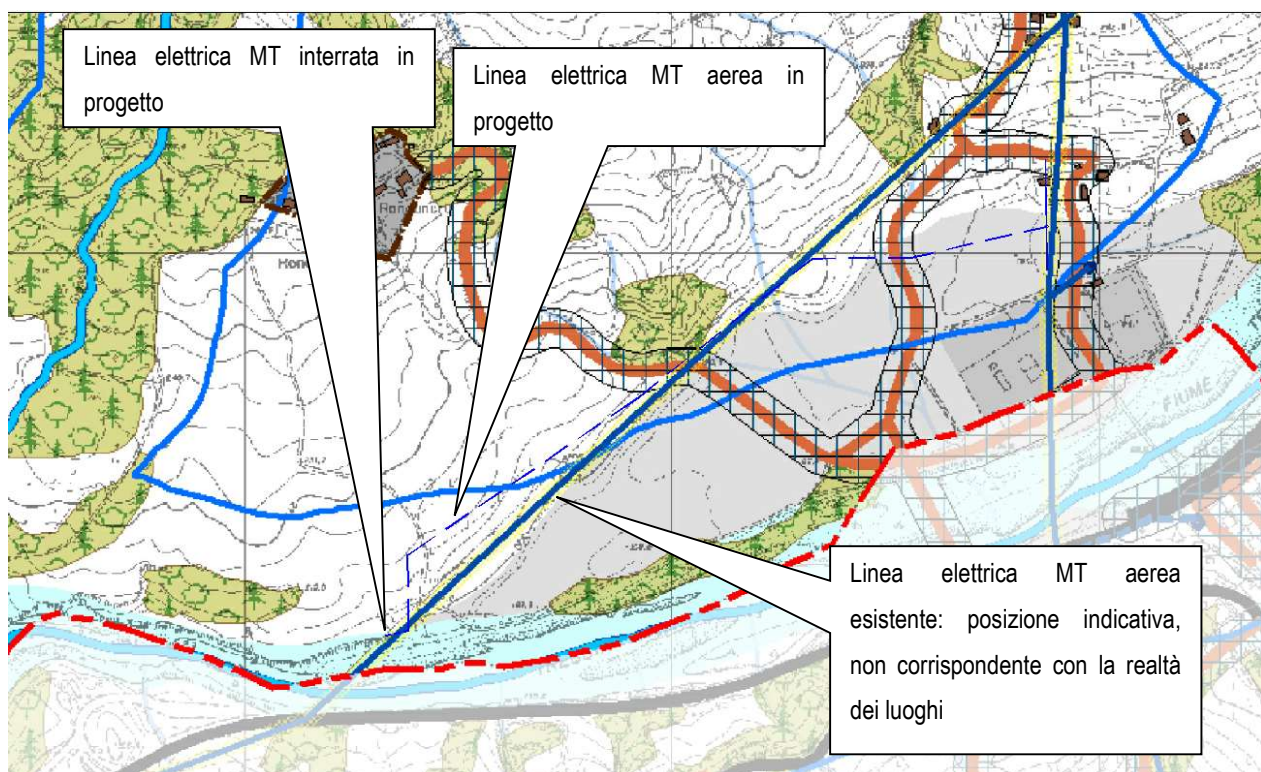 Linea elettrica MT interrata in
progetto
Linea elettrica MT aerea in
progetto
FIUME
Linea elettrica MT aerea
esistente: posizione indicativa,
non corrispondente con la realtà
dei luoghi